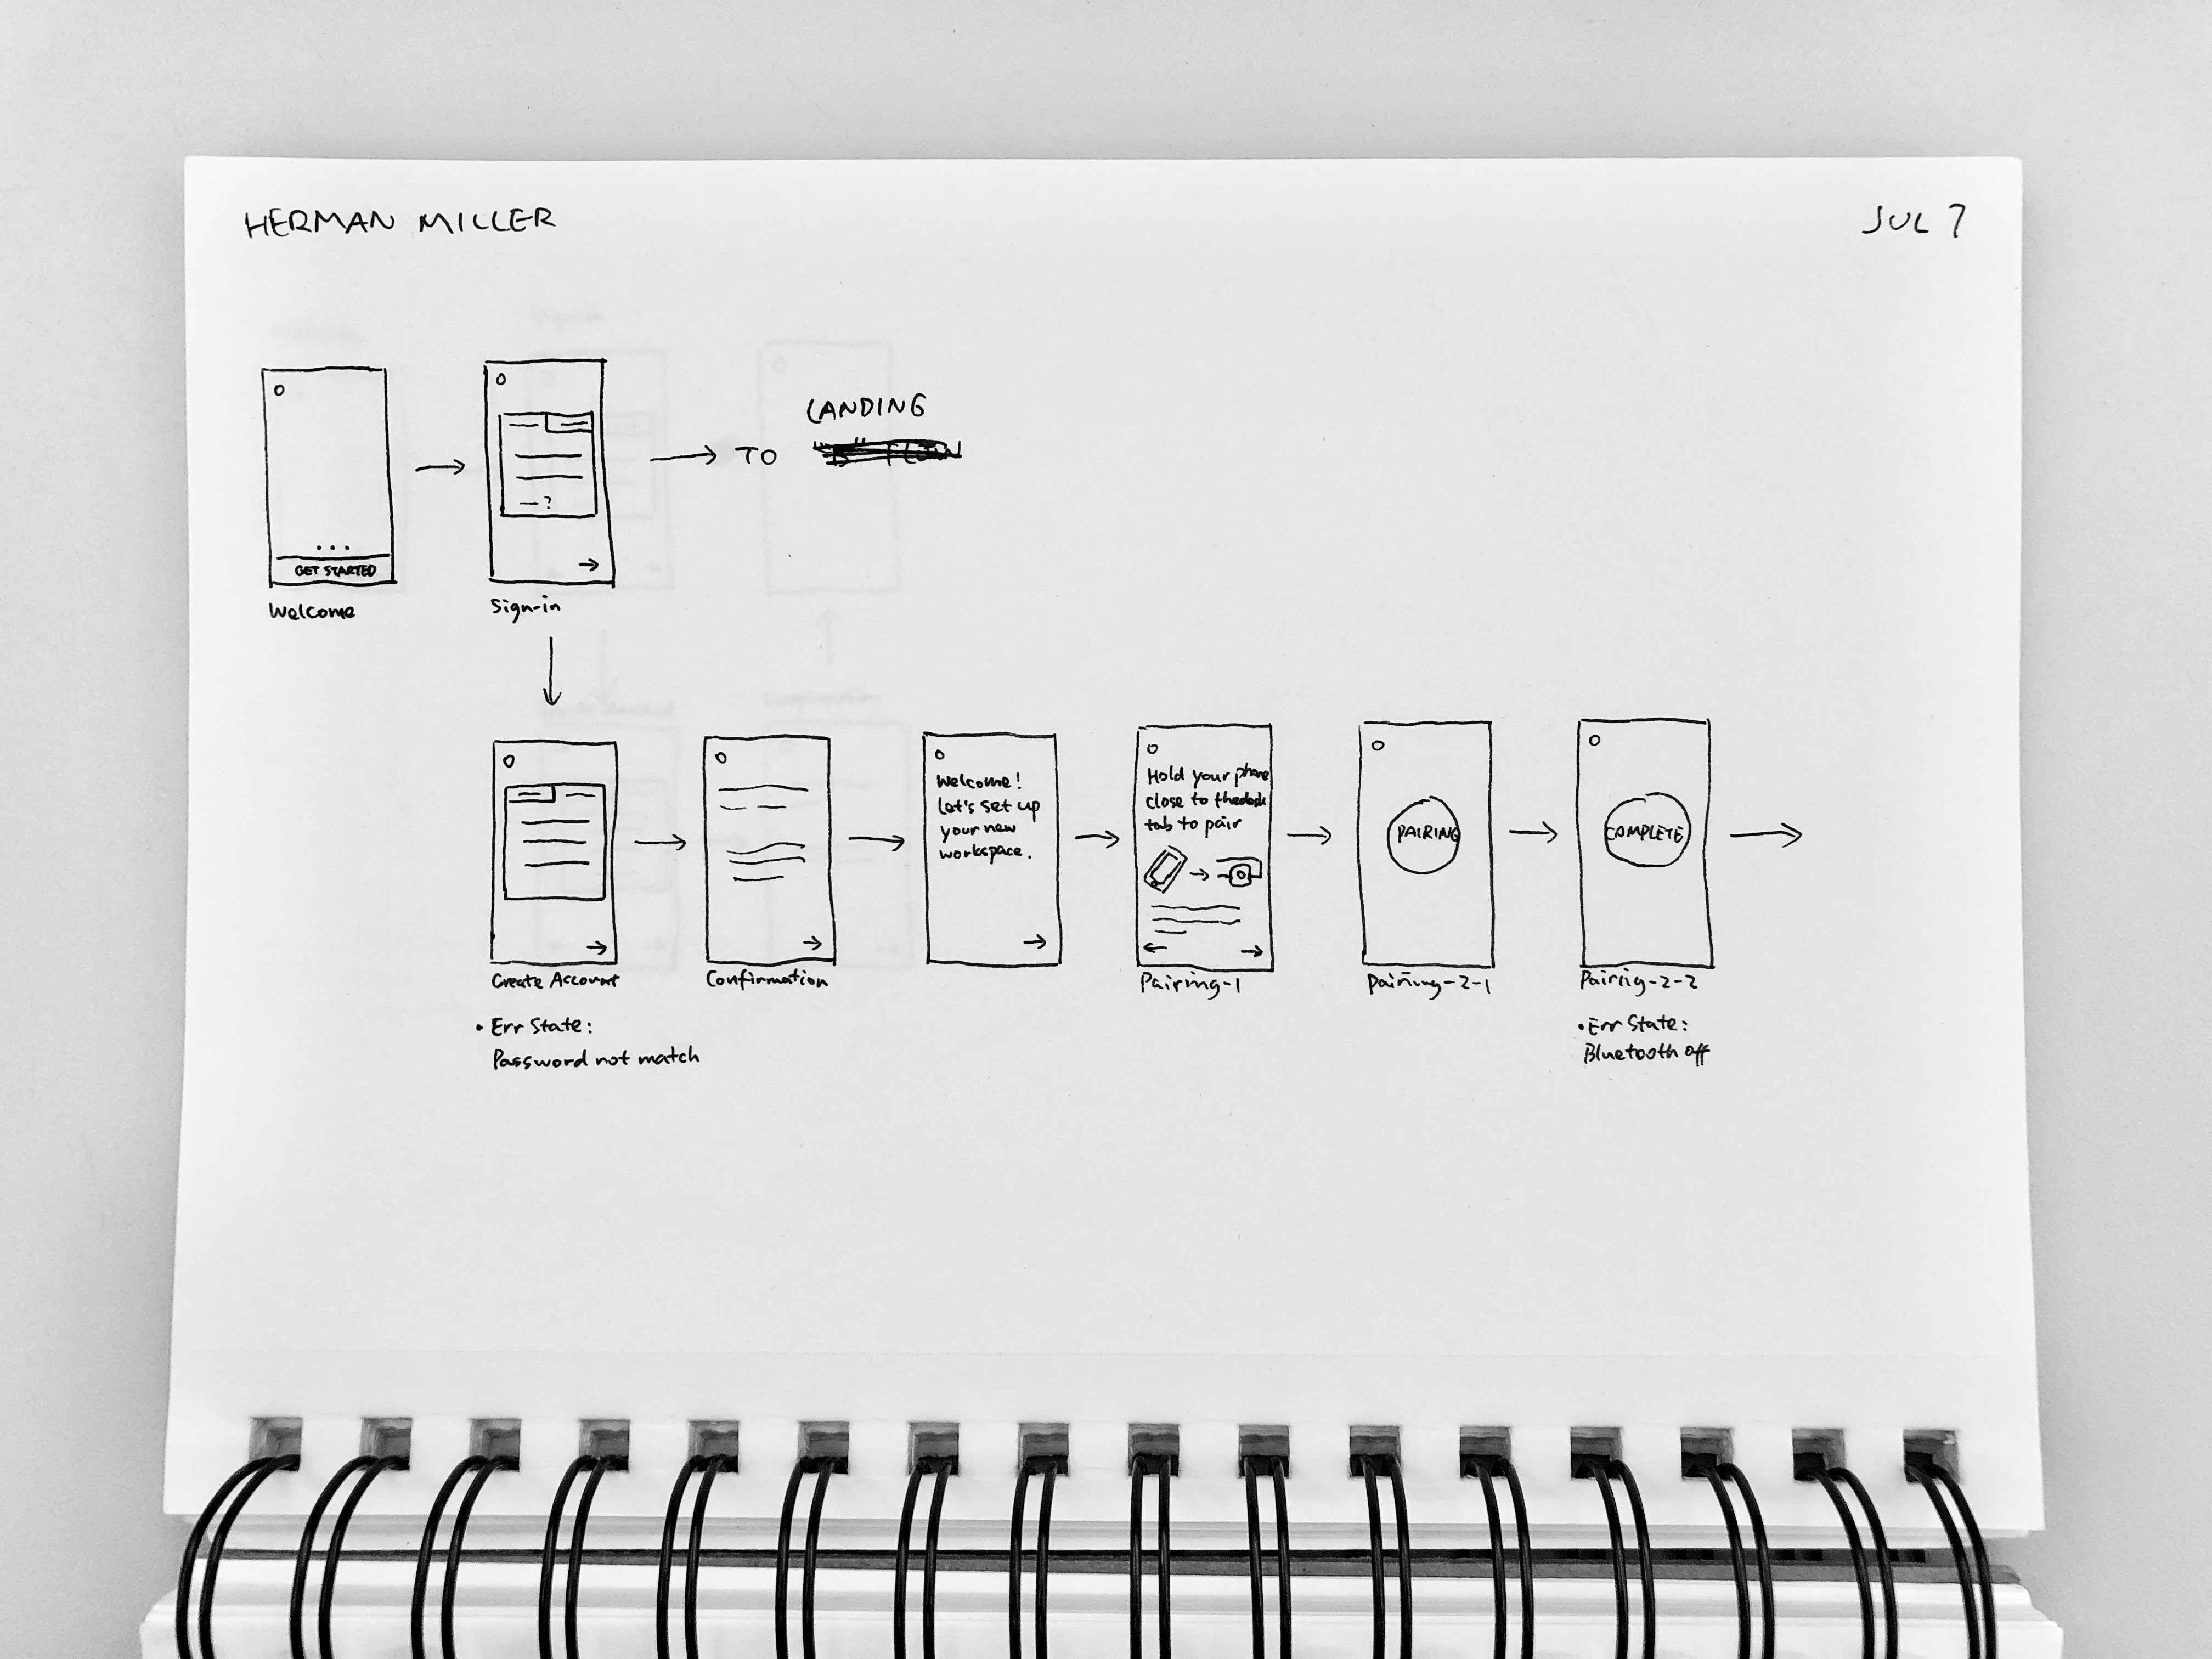 HERMAN MILLER
JUL 7
GET STARTED
Welcome
?
Sign-in
TO
LANDING
Welcome!
Let's set up
your new
workspace.
Hold your phone
close to the desk
tab to pair
PAIRING
COMPLETE
Create Account
Confirmation
Pairing-1
Pairing-2-1
Pairig-2-2
• Err State:
Password not match
• Err State:
Bluetooth off